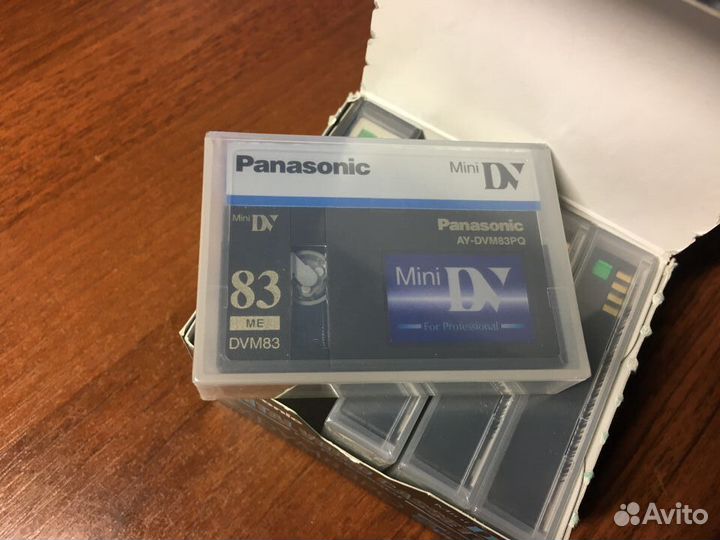 Panasonic
Mini DV
Mini DV
Panasonic
AY-DVM83PQ
83
ME
DVM83
Mini DV
For Professional
Avito